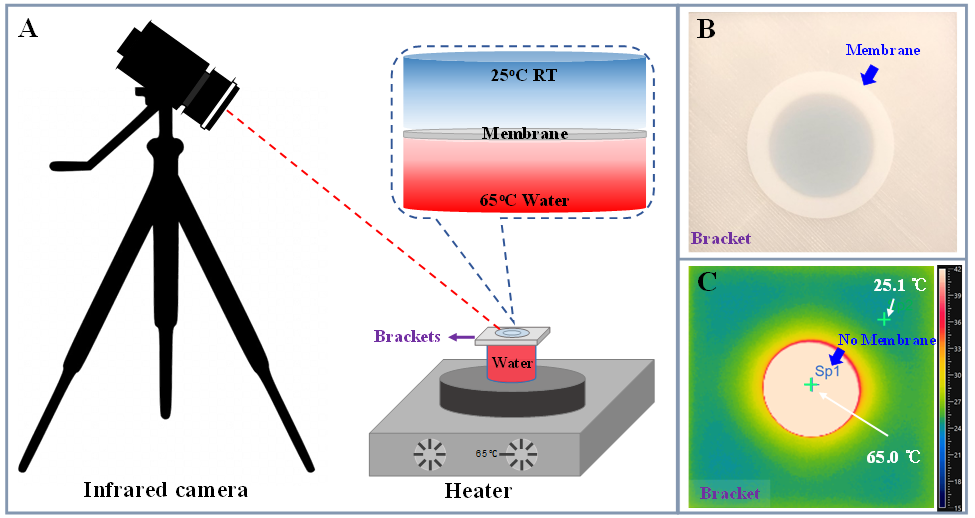 A
25°C RT
Membrane
65°C Water
Brackets
Water
65℃
Infrared camera
Heater
B
Membrane
Bracket
C
25.1 ℃
No Membrane
Sp1
65.0 ℃
Bracket
42
39
36
33
30
27
24
21
18
15